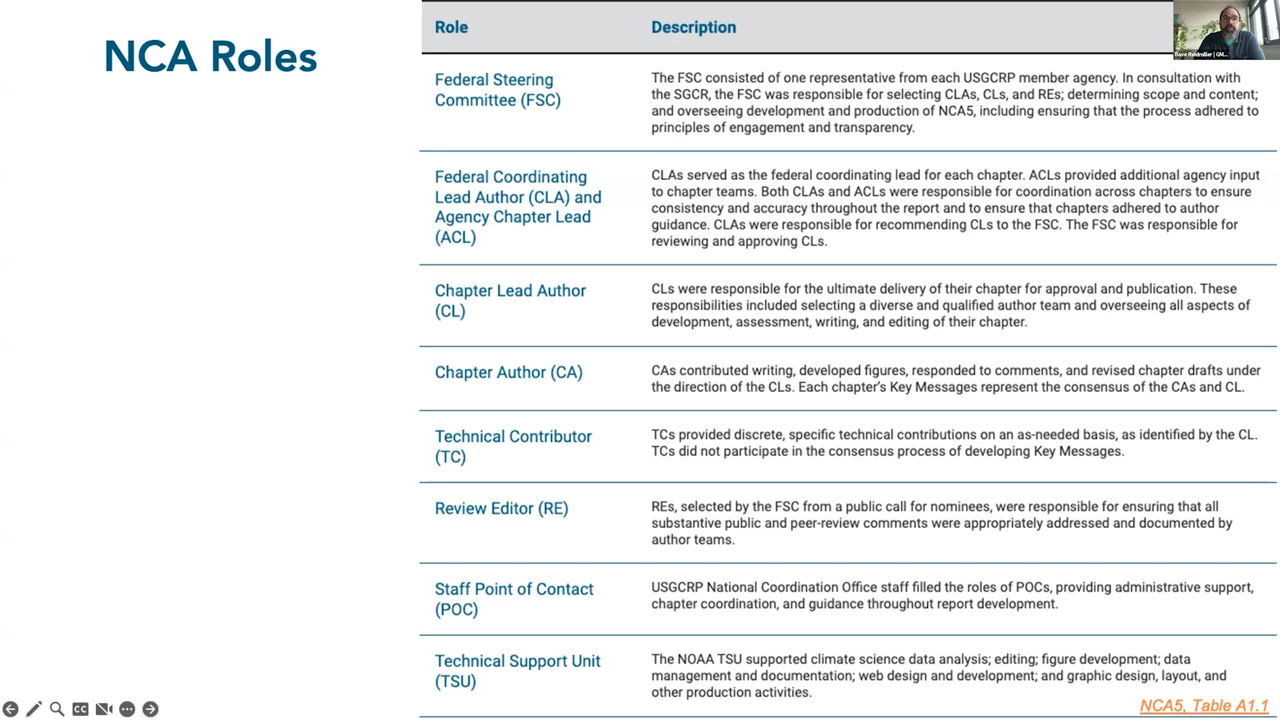 NCA Roles
Role
Description
Dave Reidmiller | GM...
Federal Steering
Committee (FSC)
The FSC consisted of one representative from each USGCRP member agency. In consultation with
the SGCR, the FSC was responsible for selecting CLAs, CLs, and REs; determining scope and content;
and overseeing development and production of NCA5, including ensuring that the process adhered to
principles of engagement and transparency.
Federal Coordinating
Lead Author (CLA) and
Agency Chapter Lead
(ACL)
CLAs served as the federal coordinating lead for each chapter. ACLs provided additional agency input
to chapter teams. Both CLAs and ACLs were responsible for coordination across chapters to ensure
consistency and accuracy throughout the report and to ensure that chapters adhered to author
guidance. CLAs were responsible for recommending CLs to the FSC. The FSC was responsible for
reviewing and approving CLs.
Chapter Lead Author
(CL)
CLs were responsible for the ultimate delivery of their chapter for approval and publication. These
responsibilities included selecting a diverse and qualified author team and overseeing all aspects of
development, assessment, writing, and editing of their chapter.
Chapter Author (CA)
CAs contributed writing, developed figures, responded to comments, and revised chapter drafts under
the direction of the CLs. Each chapter's Key Messages represent the consensus of the CAs and CL.
Technical Contributor
(TC)
TCs provided discrete, specific technical contributions on an as-needed basis, as identified by the CL.
TCs did not participate in the consensus process of developing Key Messages.
Review Editor (RE)
REs, selected by the FSC from a public call for nominees, were responsible for ensuring that all
substantive public and peer-review comments were appropriately addressed and documented by
author teams.
Staff Point of Contact
(POC)
USGCRP National Coordination Office staff filled the roles of POCs, providing administrative support,
chapter coordination, and guidance throughout report development.
Technical Support Unit
(TSU)
The NOAA TSU supported climate science data analysis; editing; figure development; data
management and documentation; web design and development; and graphic design, layout, and
other production activities.
CC
NCA5, Table A1.1